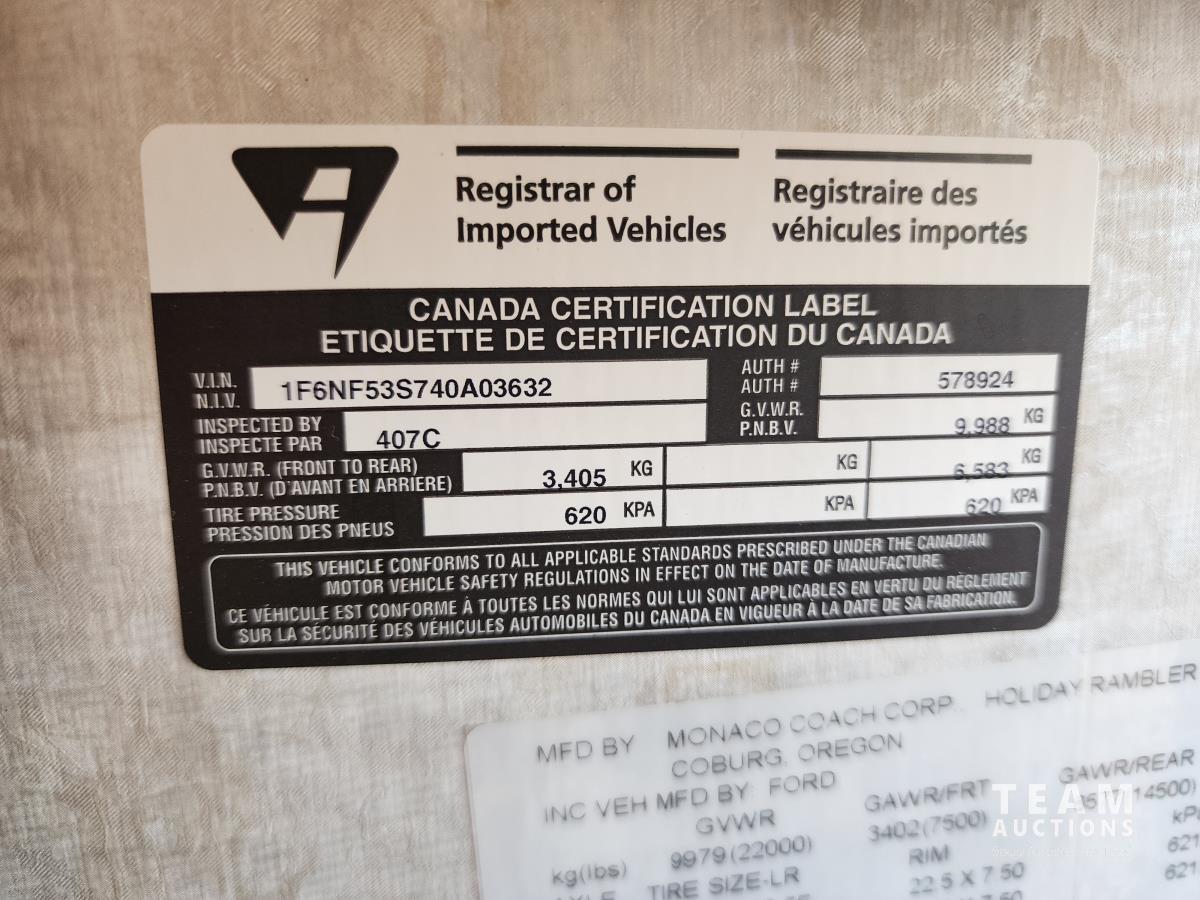 Registrar of
Imported Vehicles
Registraire des
véhicules importés
CANADA CERTIFICATION LABEL
ETIQUETTE DE CERTIFICATION DU CANADA
V.I.N.
N.I.V.
1F6NF53S740A03632
AUTH #
AUTH #
578924
INSPECTED BY
INSPECTE PAR
407C
G.V.W.R.
P.N.B.V.
9,988 KG
G.V.W.R. (FRONT TO REAR)
P.N.B.V. (D'AVANT EN ARRIERE)
3,405 KG
KG
6,583 KG
TIRE PRESSURE
PRESSION DES PNEUS
620 KPA
KPA
620 KPA
THIS VEHICLE CONFORMS TO ALL APPLICABLE STANDARDS PRESCRIBED UNDER THE CANADIAN
MOTOR VEHICLE SAFETY REGULATIONS IN EFFECT ON THE DATE OF MANUFACTURE.
CE VÉHICULE EST CONFORME À TOUTES LES NORMES QUI LUI SONT APPLICABLES EN VERTU DU RÈGLEMENT
SUR LA SÉCURITÉ DES VÉHICULES AUTOMOBILES DU CANADA EN VIGUEUR À LA DATE DE SA FABRICATION.
MFD BY MONACO COACH CORP., HOLIDAY RAMBLER
COBURG, OREGON
INC VEH MFD BY: FORD
GVWR GAWR/FRT GAWR/REAR
kg(lbs) 9979(22000) 3402(7500) 14500)
TIRE SIZE-LR RIM kP
22.5 X 7.50 621
621
TEAM
AUCTIONS